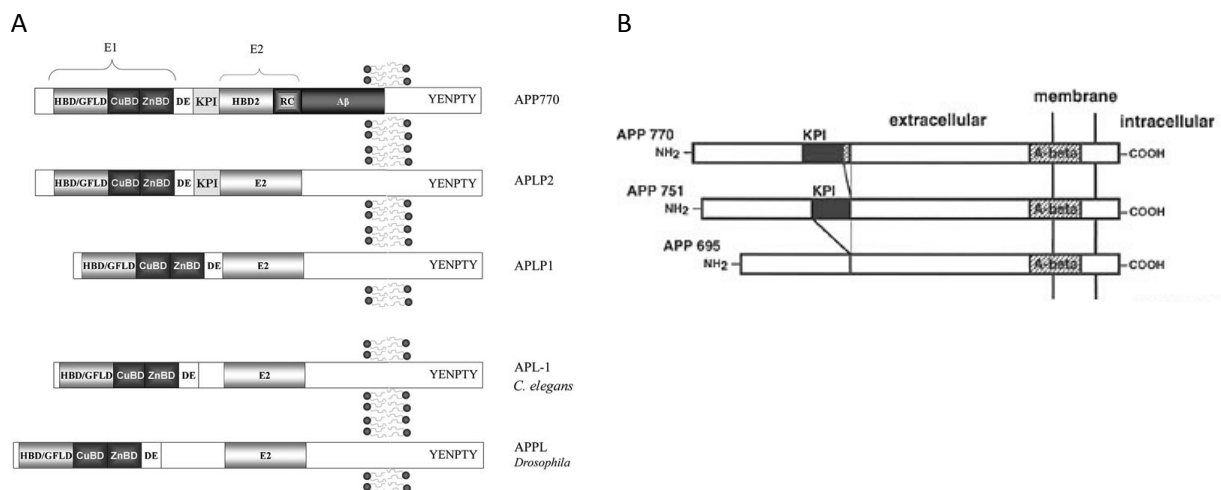 A
E1
E2
HBD/GFLD CuBD ZnBD DE KPI HBD2 RC Aβ YENPTY APP770
HBD/GFLD CuBD ZnBD DE KPI E2 YENPTY APLP2
HBD/GFLD CuBD ZnBD DE E2 YENPTY APLP1
HBD/GFLD CuBD ZnBD DE E2 YENPTY APL-1
C. elegans
HBD/GFLD CuBD ZnBD DE E2 YENPTY APPL
Drosophila
B
membrane
extracellular intracellular
APP 770 KPI
NH2 A-beta COOH
APP 751 KPI
NH2 A-beta COOH
APP 695
NH2 A-beta COOH